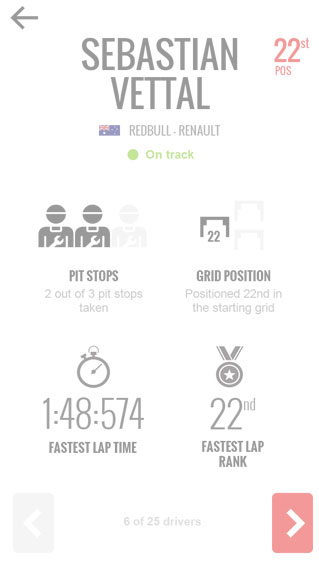 SEBASTIAN
VETTAL
22st
POS
REDBULL - RENAULT
On track
22
PIT STOPS
2 out of 3 pit stops
taken
GRID POSITION
Positioned 22nd in
the starting grid
1:48:574
FASTEST LAP TIME
22nd
FASTEST LAP
RANK
6 of 25 drivers